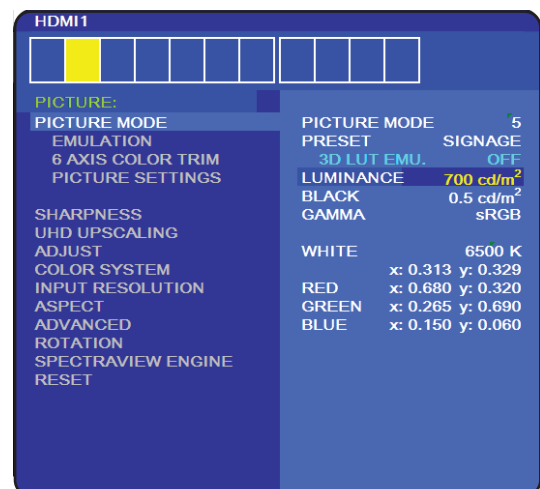 HDMI1
PICTURE:
PICTURE MODE
EMULATION
6 AXIS COLOR TRIM
PICTURE SETTINGS
SHARPNESS
UHD UPSCALING
ADJUST
COLOR SYSTEM
INPUT RESOLUTION
ASPECT
ADVANCED
ROTATION
SPECTRAVIEW ENGINE
RESET
PICTURE MODE 5
PRESET SIGNAGE
3D LUT EMU. OFF
LUMINANCE 700 cd/m²
BLACK 0.5 cd/m²
GAMMA sRGB
WHITE 6500 K
x: 0.313 y: 0.329
RED x: 0.680 y: 0.320
GREEN x: 0.265 y: 0.690
BLUE x: 0.150 y: 0.060